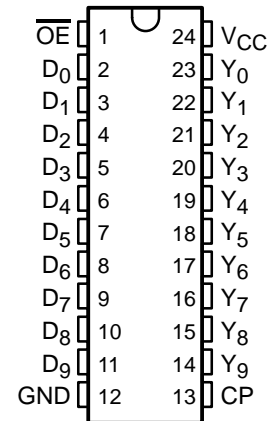 OE 1 24 VCC
D0 2 23 Y0
D1 3 22 Y1
D2 4 21 Y2
D3 5 20 Y3
D4 6 19 Y4
D5 7 18 Y5
D6 8 17 Y6
D7 9 16 Y7
D8 10 15 Y8
D9 11 14 Y9
GND 12 13 CP